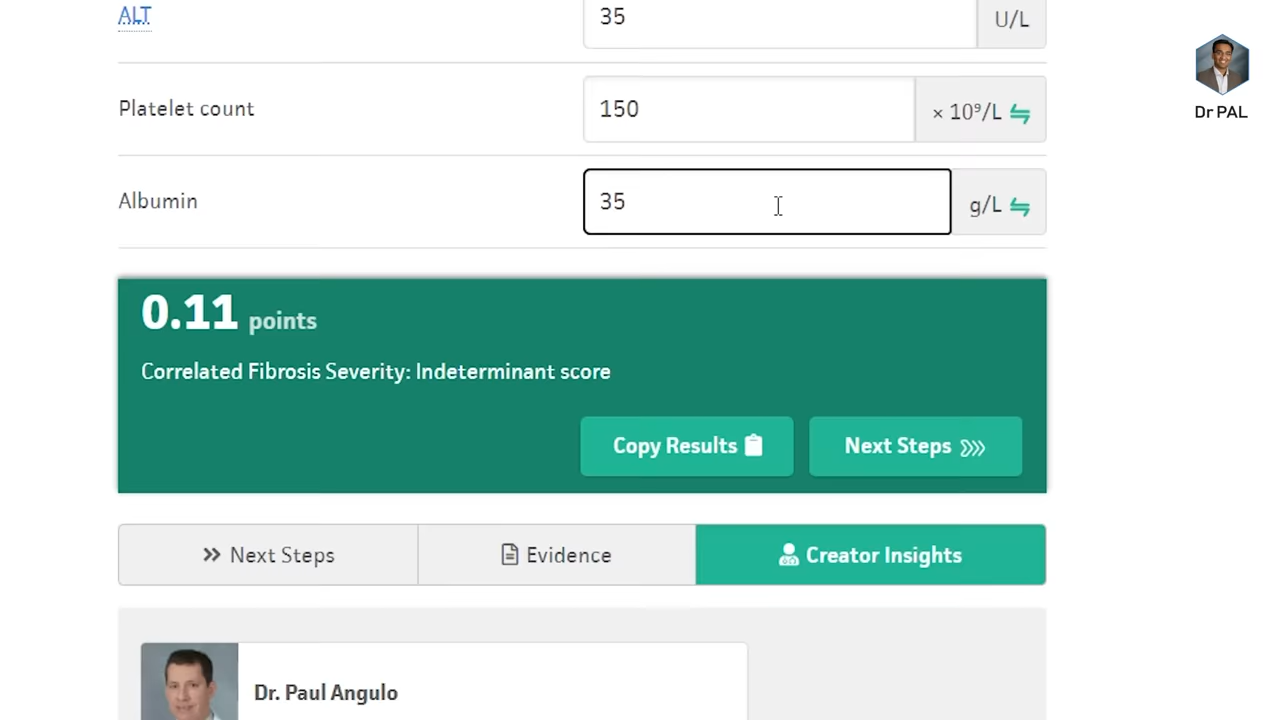 ALT
35
U/L
Dr PAL
Platelet count
150
× 10⁹/L
Albumin
35
g/L
0.11 points
Correlated Fibrosis Severity: Indeterminant score
Copy Results
Next Steps
Next Steps
Evidence
Creator Insights
Dr. Paul Angulo